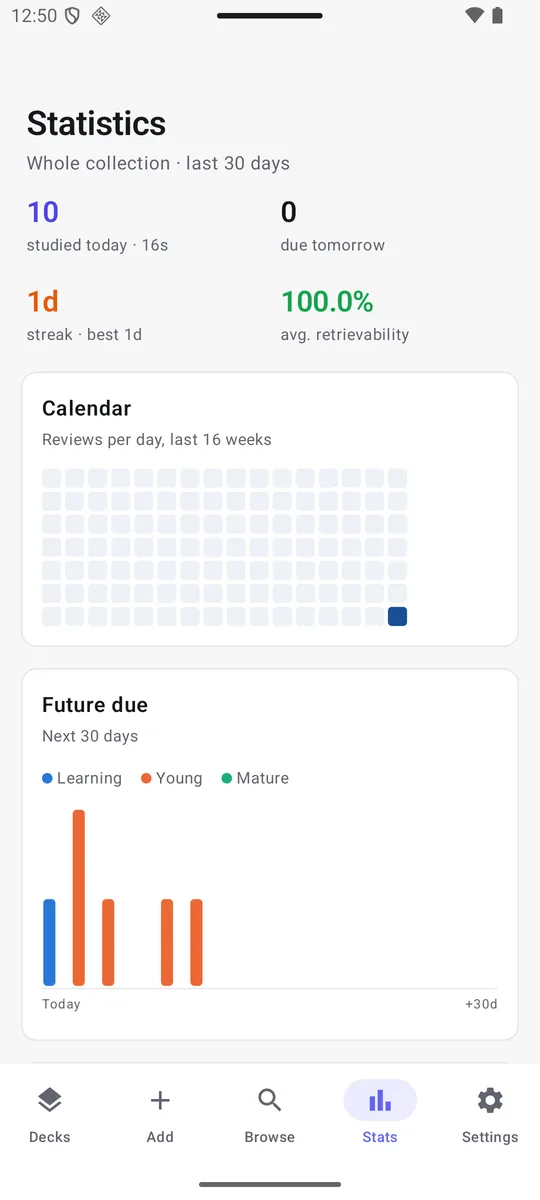 12:50
Statistics
Whole collection · last 30 days
10
studied today · 16s
0
due tomorrow
1d
streak · best 1d
100.0%
avg. retrievability
Calendar
Reviews per day, last 16 weeks
Future due
Next 30 days
Learning Young Mature
Today +30d
Decks Add Browse Stats Settings